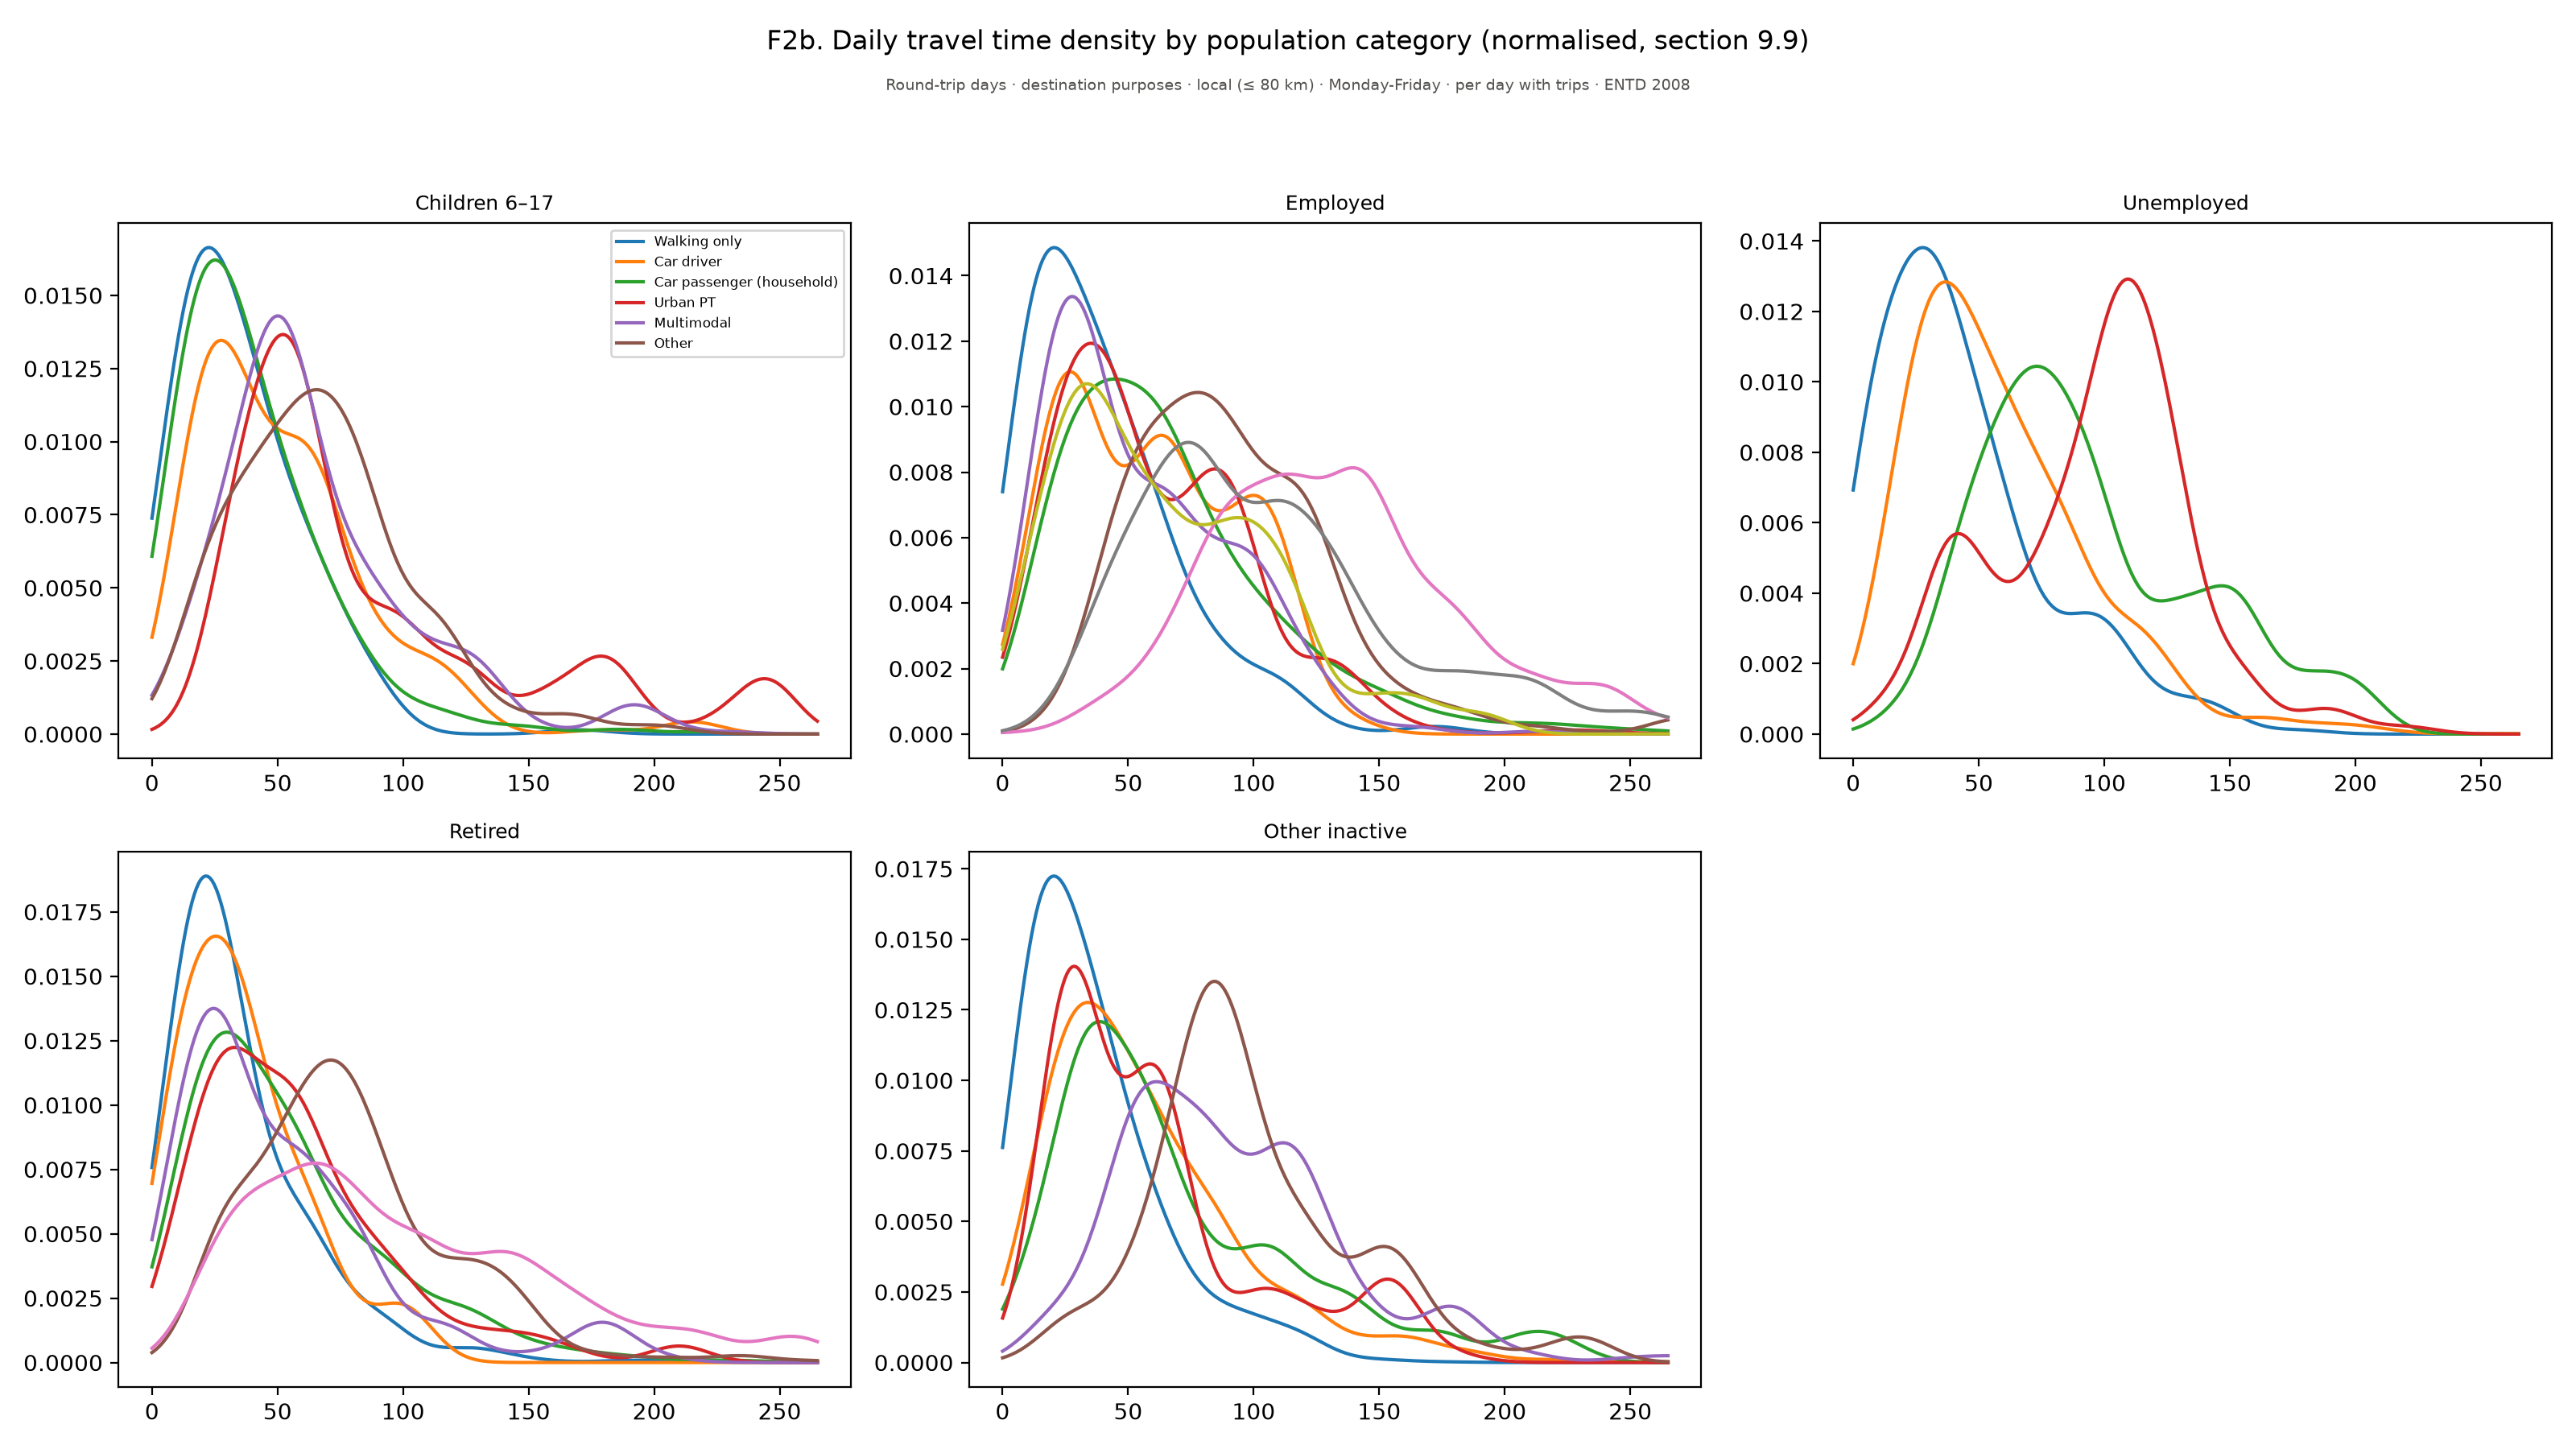 F2b. Daily travel time density by population category (normalised, section 9.9)
Round-trip days · destination purposes · local (≤ 80 km) · Monday-Friday · per day with trips · ENTD 2008
Children 6–17
Walking only
Car driver
Car passenger (household)
Urban PT
Multimodal
Other
0.0150
0.0125
0.0100
0.0075
0.0050
0.0025
0.0000
0 50 100 150 200 250
Employed
0.014
0.012
0.010
0.008
0.006
0.004
0.002
0.000
0 50 100 150 200 250
Unemployed
0.014
0.012
0.010
0.008
0.006
0.004
0.002
0.000
0 50 100 150 200 250
Retired
0.0175
0.0150
0.0125
0.0100
0.0075
0.0050
0.0025
0.0000
0 50 100 150 200 250
Other inactive
0.0175
0.0150
0.0125
0.0100
0.0075
0.0050
0.0025
0.0000
0 50 100 150 200 250